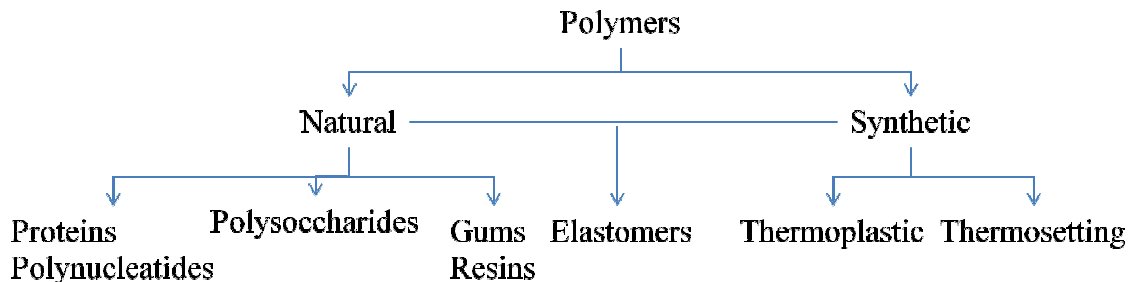 Polymers
Natural
Synthetic
Proteins
Polynucleatides
Polysoccharides
Gums
Resins
Elastomers
Thermoplastic
Thermosetting